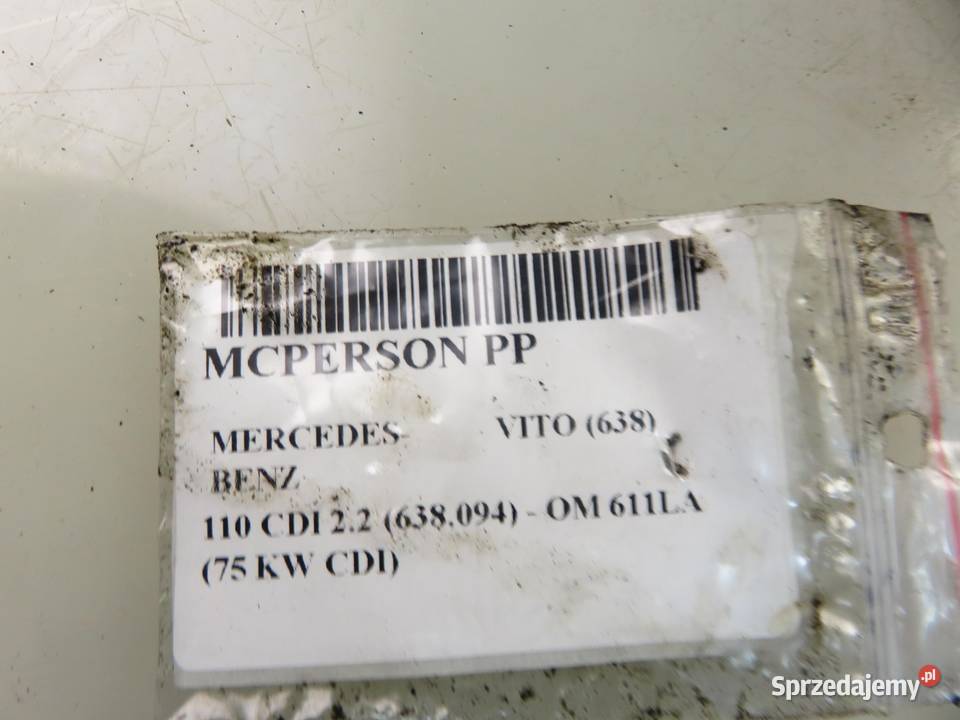 MCPERSON PP
MERCEDES- VITO (638)
BENZ
110 CDI 2.2 (638.094) - OM 611LA
(75 KW CDI)
Sprzedajemy.pl